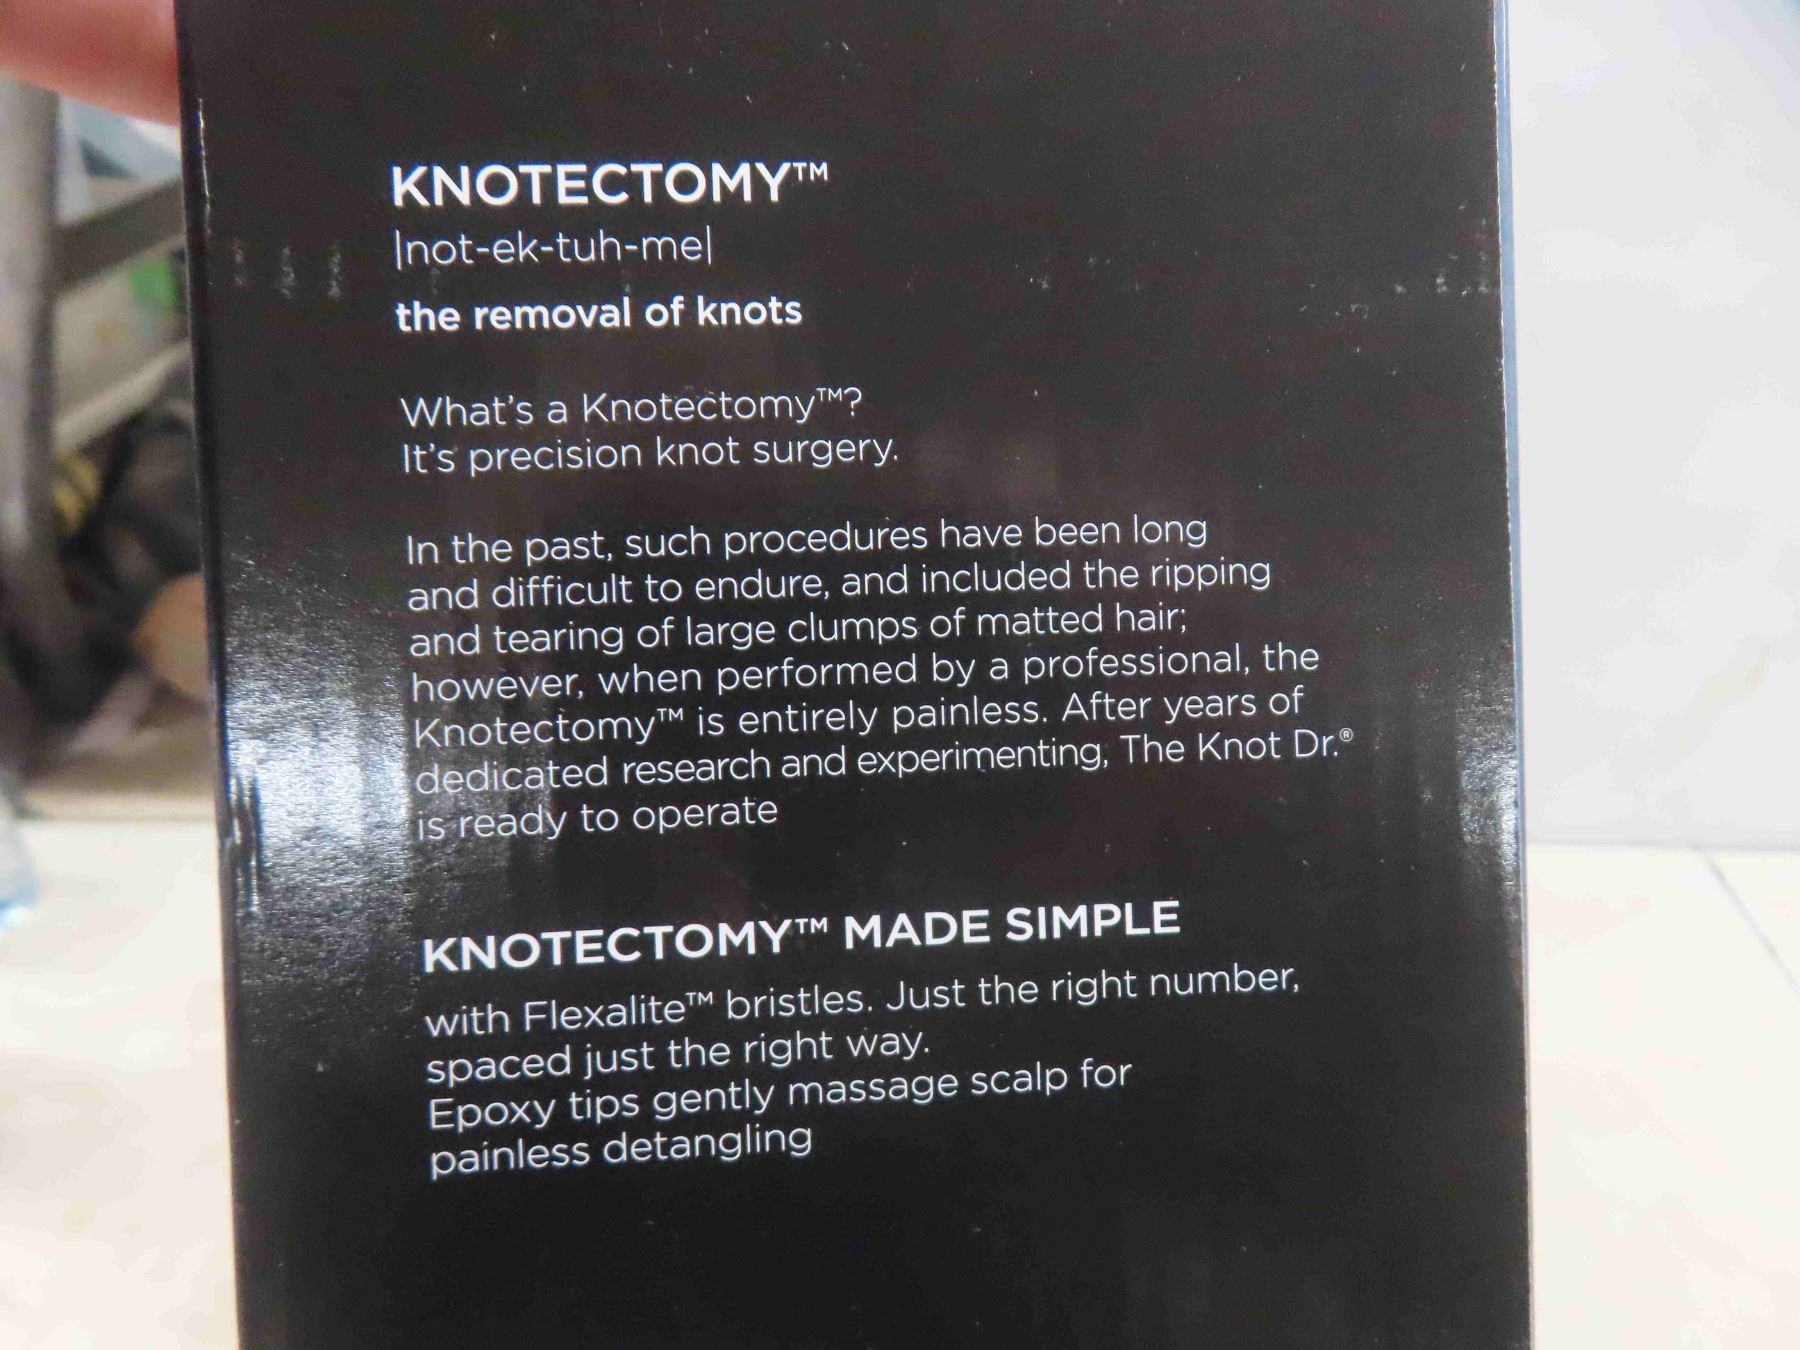 KNOTECTOMY™
|not-ek-tuh-me|
the removal of knots
What's a Knotectomy™?
It's precision knot surgery.
In the past, such procedures have been long
and difficult to endure, and included the ripping
and tearing of large clumps of matted hair;
however, when performed by a professional, the
Knotectomy™ is entirely painless. After years of
dedicated research and experimenting, The Knot Dr.®
is ready to operate
KNOTECTOMY™ MADE SIMPLE
with Flexalite™ bristles. Just the right number,
spaced just the right way.
Epoxy tips gently massage scalp for
painless detangling